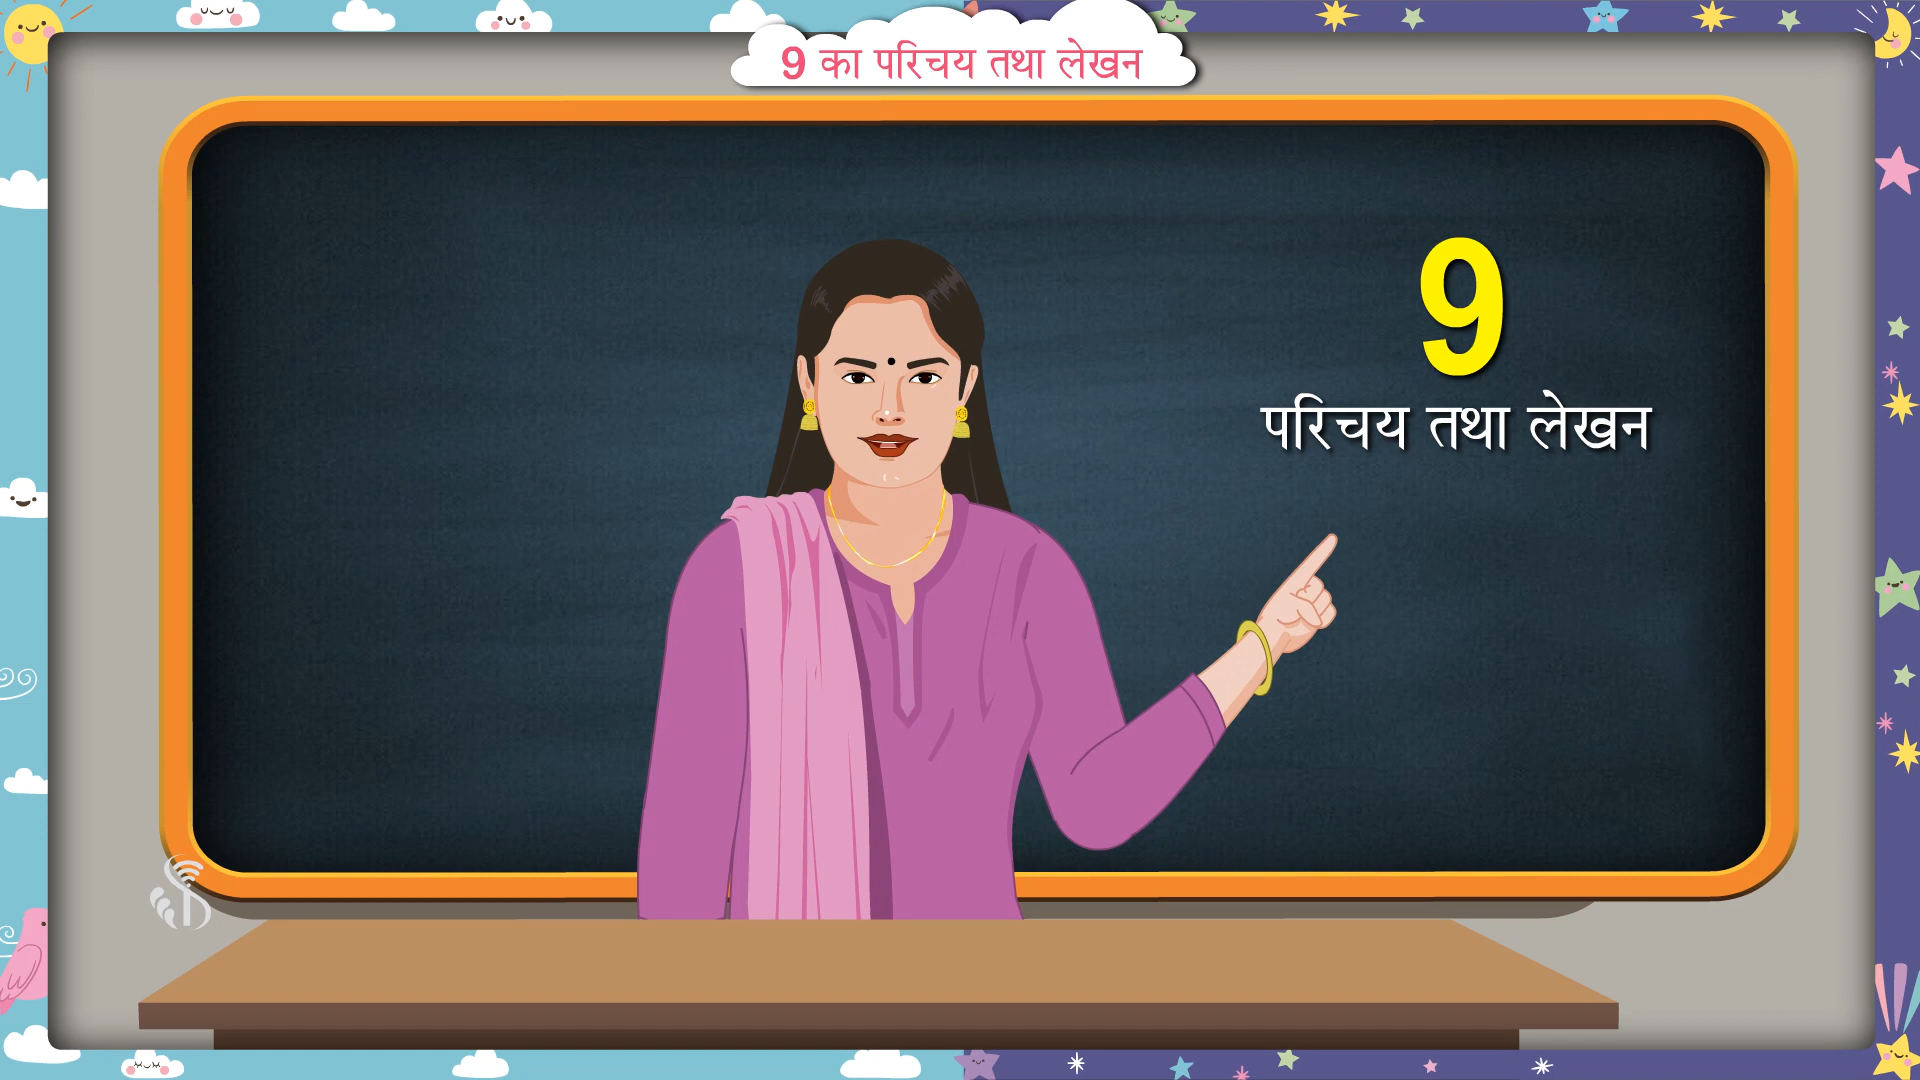 9 का परिचय तथा लेखन
9
परिचय तथा लेखन